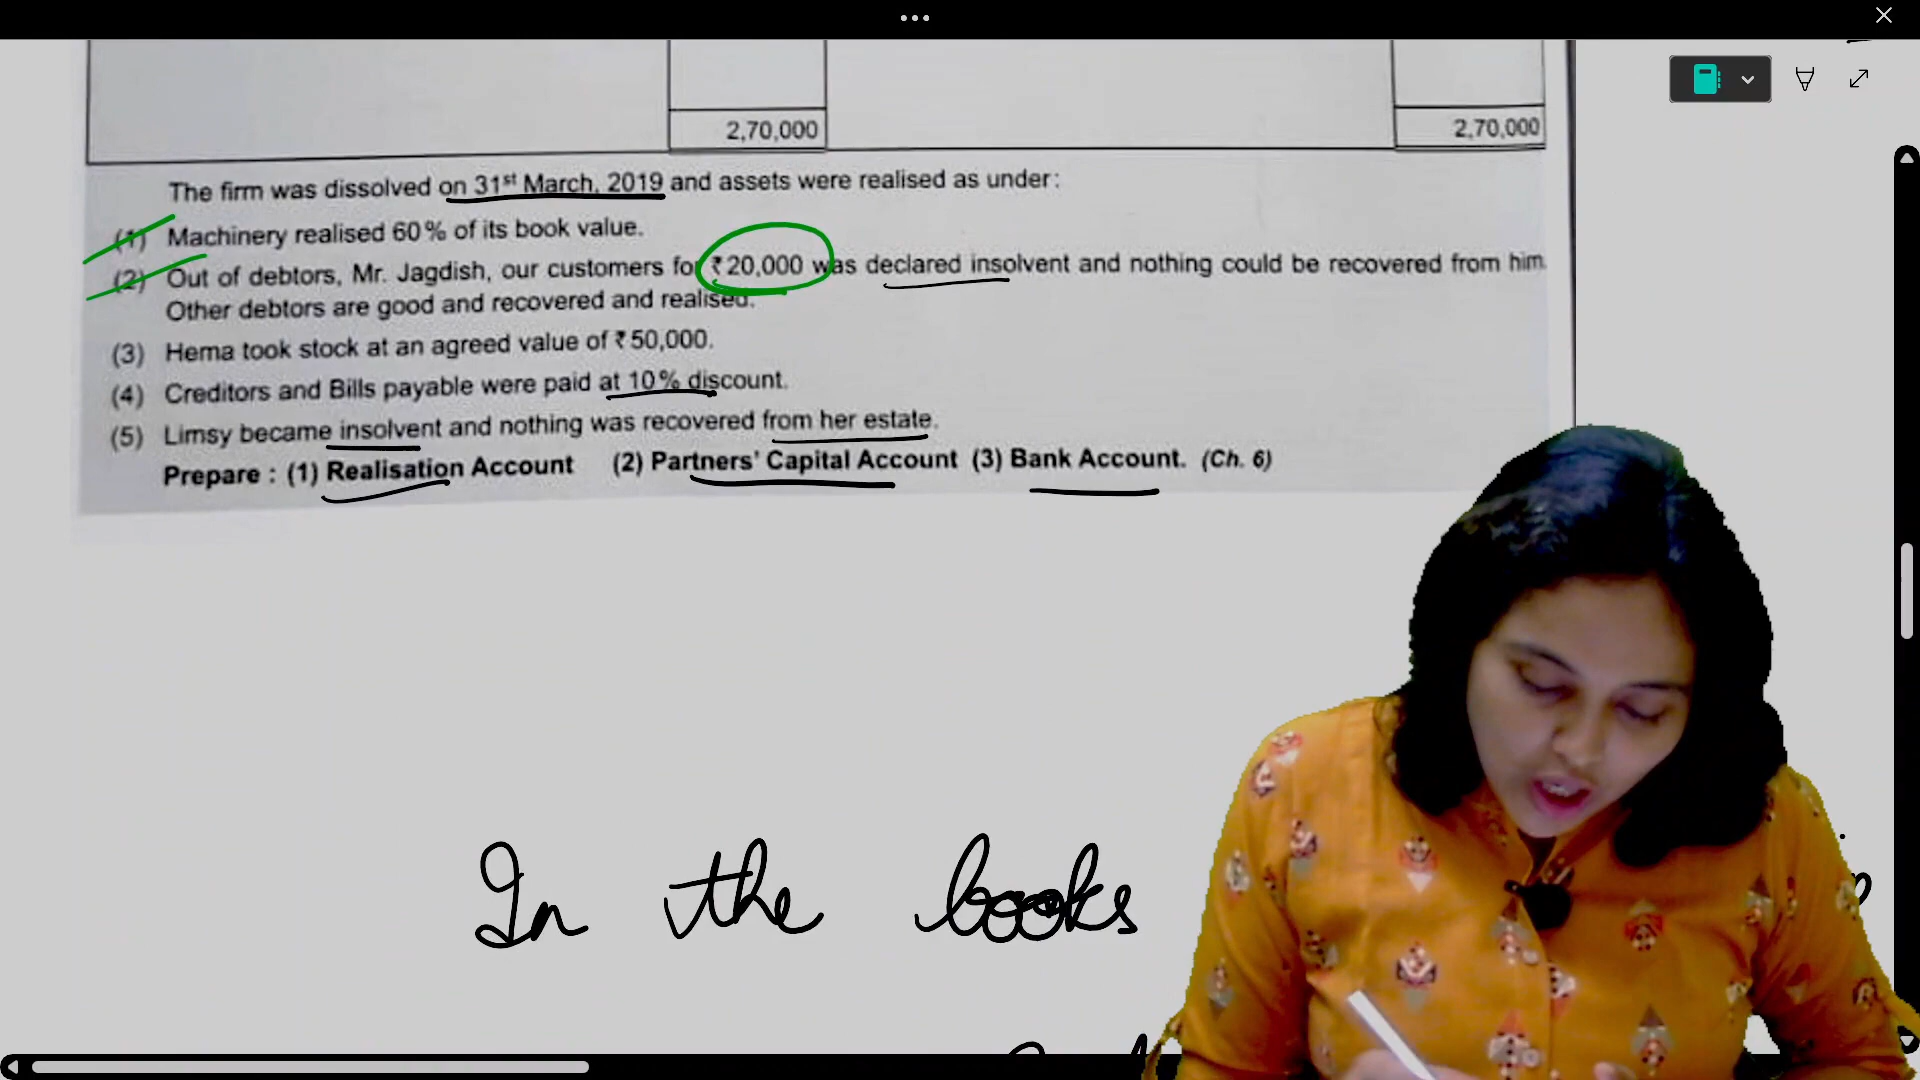 2,70,000 2,70,000
The firm was dissolved on 31st March, 2019 and assets were realised as under:
(1) Machinery realised 60% of its book value.
(2) Out of debtors, Mr. Jagdish, our customers for ₹20,000 was declared insolvent and nothing could be recovered from him.
Other debtors are good and recovered and realised.
(3) Hema took stock at an agreed value of ₹50,000.
(4) Creditors and Bills payable were paid at 10% discount.
(5) Limsy became insolvent and nothing was recovered from her estate.
Prepare : (1) Realisation Account (2) Partners' Capital Account (3) Bank Account. (Ch. 6)
In the books